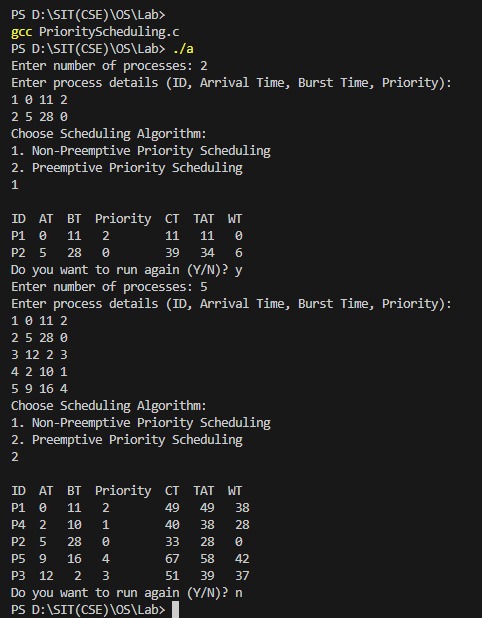 PS D:\SIT(CSE)\OS\Lab>
gcc PriorityScheduling.c
PS D:\SIT(CSE)\OS\Lab> ./a
Enter number of processes: 2
Enter process details (ID, Arrival Time, Burst Time, Priority):
1 0 11 2
2 5 28 0
Choose Scheduling Algorithm:
1. Non-Preemptive Priority Scheduling
2. Preemptive Priority Scheduling
1
ID  AT  BT  Priority  CT  TAT  WT
P1  0   11   2        11   11   0
P2  5   28   0        39   34   6
Do you want to run again (Y/N)? y
Enter number of processes: 5
Enter process details (ID, Arrival Time, Burst Time, Priority):
1 0 11 2
2 5 28 0
3 12 2 3
4 2 10 1
5 9 16 4
Choose Scheduling Algorithm:
1. Non-Preemptive Priority Scheduling
2. Preemptive Priority Scheduling
2
ID  AT  BT  Priority  CT  TAT  WT
P1  0   11   2        49   49   38
P4  2   10   1        40   38   28
P2  5   28   0        33   28   0
P5  9   16   4        67   58   42
P3  12   2   3        51   39   37
Do you want to run again (Y/N)? n
PS D:\SIT(CSE)\OS\Lab>